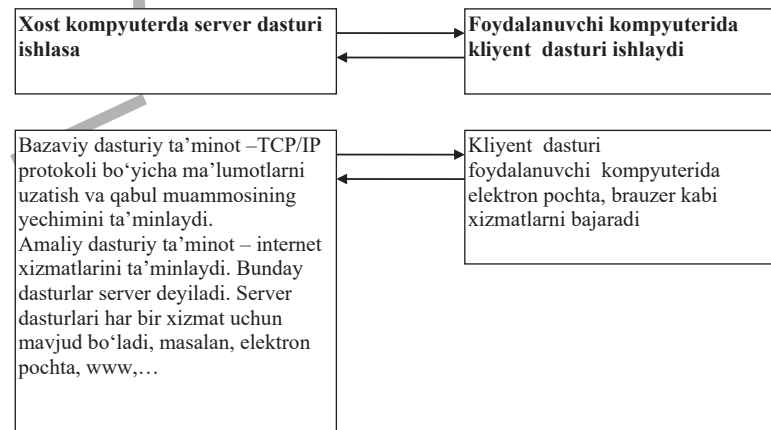 Xost kompyuterda server dasturi
ishlasa
Foydalanuvchi kompyuterida
kliyent dasturi ishlaydi
Bazaviy dasturiy ta’minot –TCP/IP
protokoli bo‘yicha ma’lumotlarni
uzatish va qabul muammosining
yechimini ta’minlaydi.
Amaliy dasturiy ta’minot – internet
xizmatlarini ta’minlaydi. Bunday
dasturlar server deyiladi. Server
dasturlari har bir xizmat uchun
mavjud bo‘ladi, masalan, elektron
pochta, www,…
Kliyent dasturi
foydalanuvchi kompyuterida
elektron pochta, brauzer kabi
xizmatlarni bajaradi